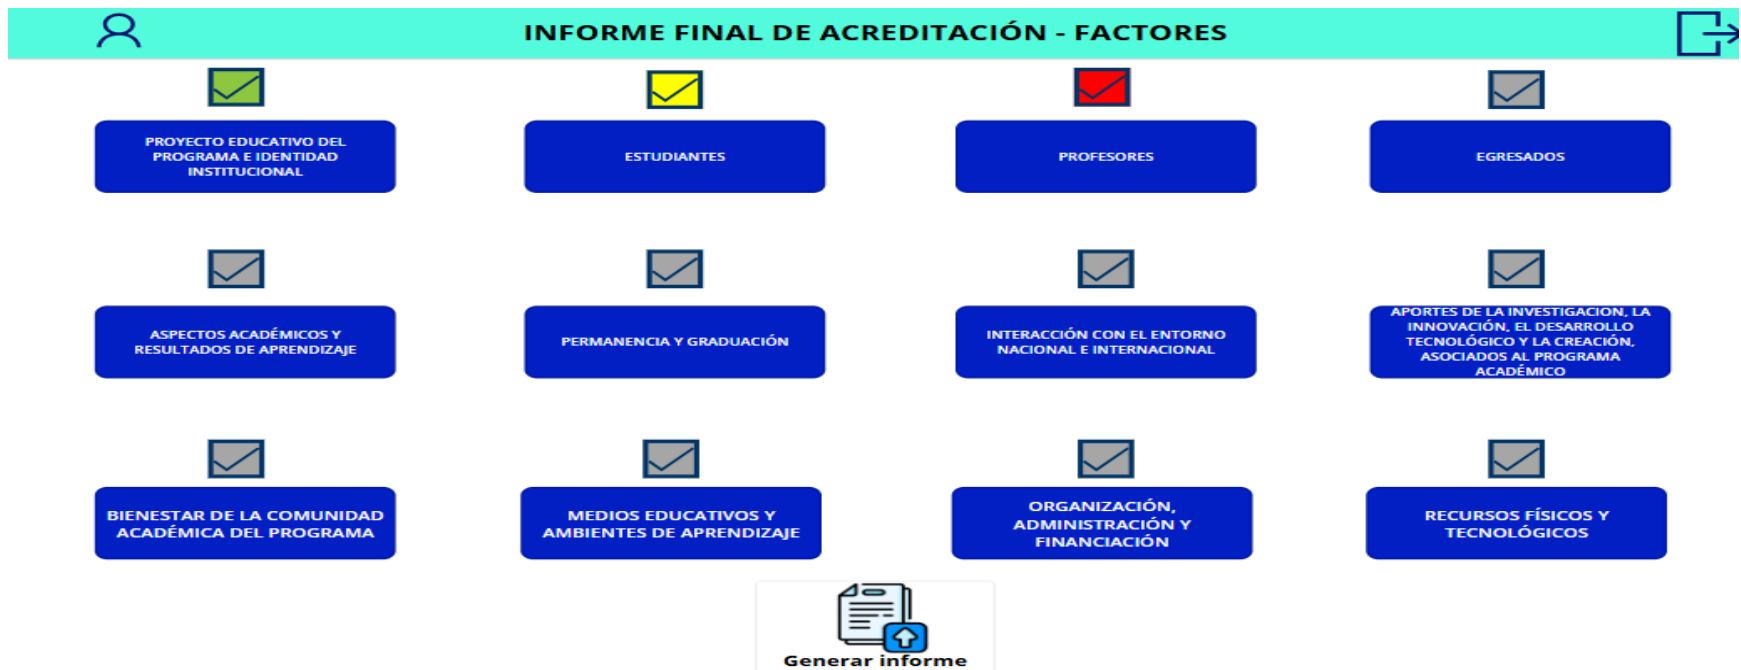 INFORME FINAL DE ACREDITACIÓN - FACTORES
PROYECTO EDUCATIVO DEL
PROGRAMA E IDENTIDAD
INSTITUCIONAL
ESTUDIANTES
PROFESORES
EGRESADOS
ASPECTOS ACADÉMICOS Y
RESULTADOS DE APRENDIZAJE
PERMANENCIA Y GRADUACIÓN
INTERACCIÓN CON EL ENTORNO
NACIONAL E INTERNACIONAL
APORTES DE LA INVESTIGACION, LA
INNOVACIÓN, EL DESARROLLO
TECNOLÓGICO Y LA CREACIÓN,
ASOCIADOS AL PROGRAMA
ACADÉMICO
BIENESTAR DE LA COMUNIDAD
ACADÉMICA DEL PROGRAMA
MEDIOS EDUCATIVOS Y
AMBIENTES DE APRENDIZAJE
ORGANIZACIÓN,
ADMINISTRACIÓN Y
FINANCIACIÓN
RECURSOS FÍSICOS Y
TECNOLÓGICOS
Generar informe